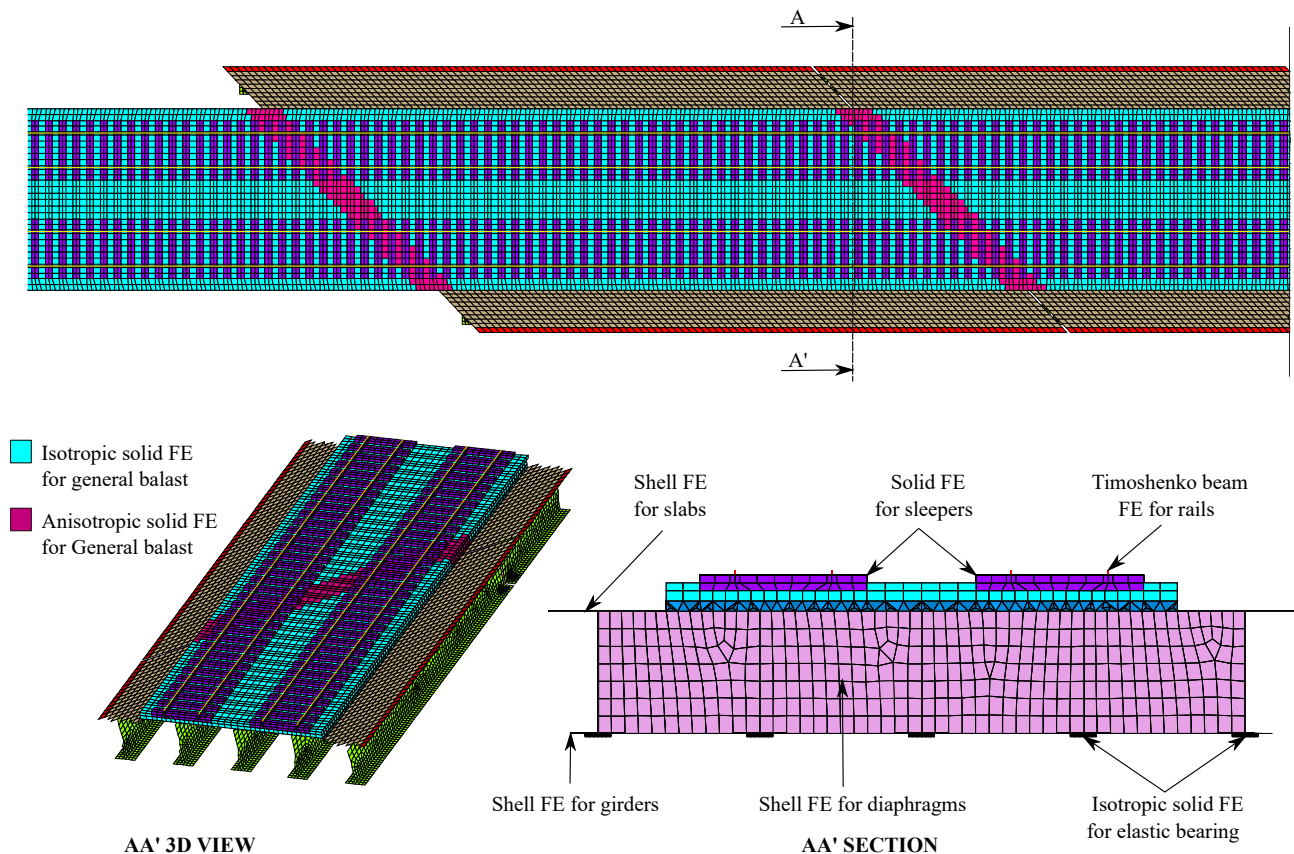 A
A'
Isotropic solid FE
for general balast
Anisotropic solid FE
for General balast
Shell FE
for slabs
Solid FE
for sleepers
Timoshenko beam
FE for rails
Shell FE for girders
Shell FE for diaphragms
Isotropic solid FE
for elastic bearing
AA' 3D VIEW
AA' SECTION